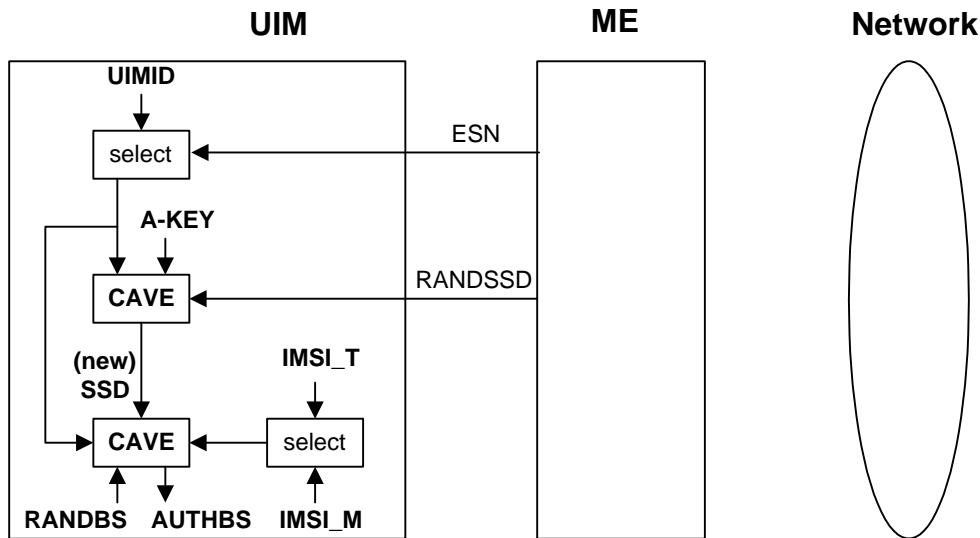 UIM
ME
Network
UIMID
ESN
select
A-KEY
RANDSSD
CAVE
(new)
SSD
IMSI_T
CAVE
select
RANDBS
AUTHBS
IMSI_M